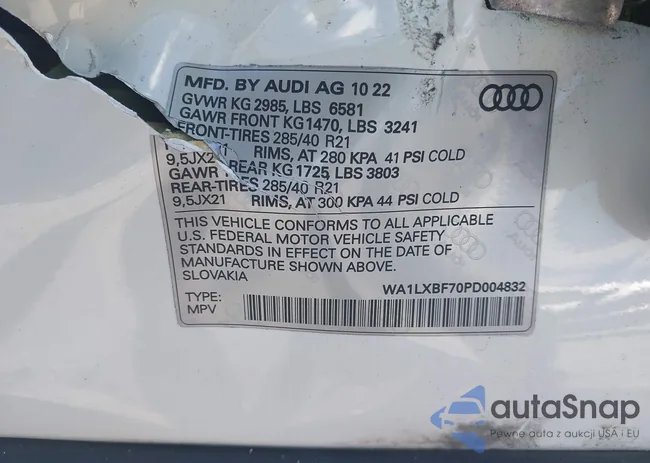 MFD. BY AUDI AG 10 22
GVWR KG 2985, LBS 6581
GAWR FRONT KG 1470, LBS 3241
FRONT-TIRES 285/40 R21
9,5JX21 RIMS, AT 280 KPA 41 PSI COLD
GAWR REAR KG 1725, LBS 3803
REAR-TIRES 285/40 R21
9,5JX21 RIMS, AT 300 KPA 44 PSI COLD
THIS VEHICLE CONFORMS TO ALL APPLICABLE
U.S. FEDERAL MOTOR VEHICLE SAFETY
STANDARDS IN EFFECT ON THE DATE OF
MANUFACTURE SHOWN ABOVE.
SLOVAKIA
WA1LXBF70PD004832
TYPE:
MPV
autaSnap
Pewne auta z aukcji USA i EU